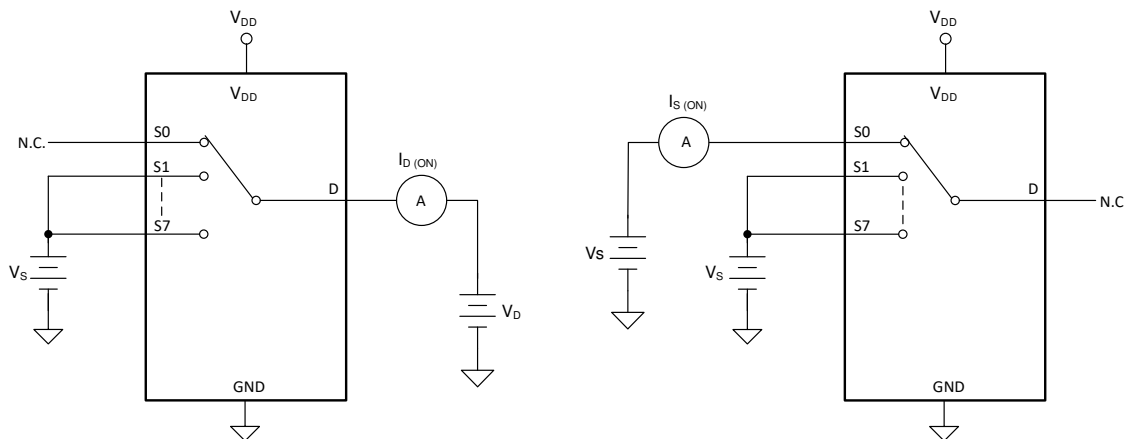 VDD
VDD
N.C.
S0
S1
S7
D
ID (ON)
A
VS
VD
GND
VDD
VDD
IS (ON)
A
S0
S1
S7
D
N.C
VS
VS
GND